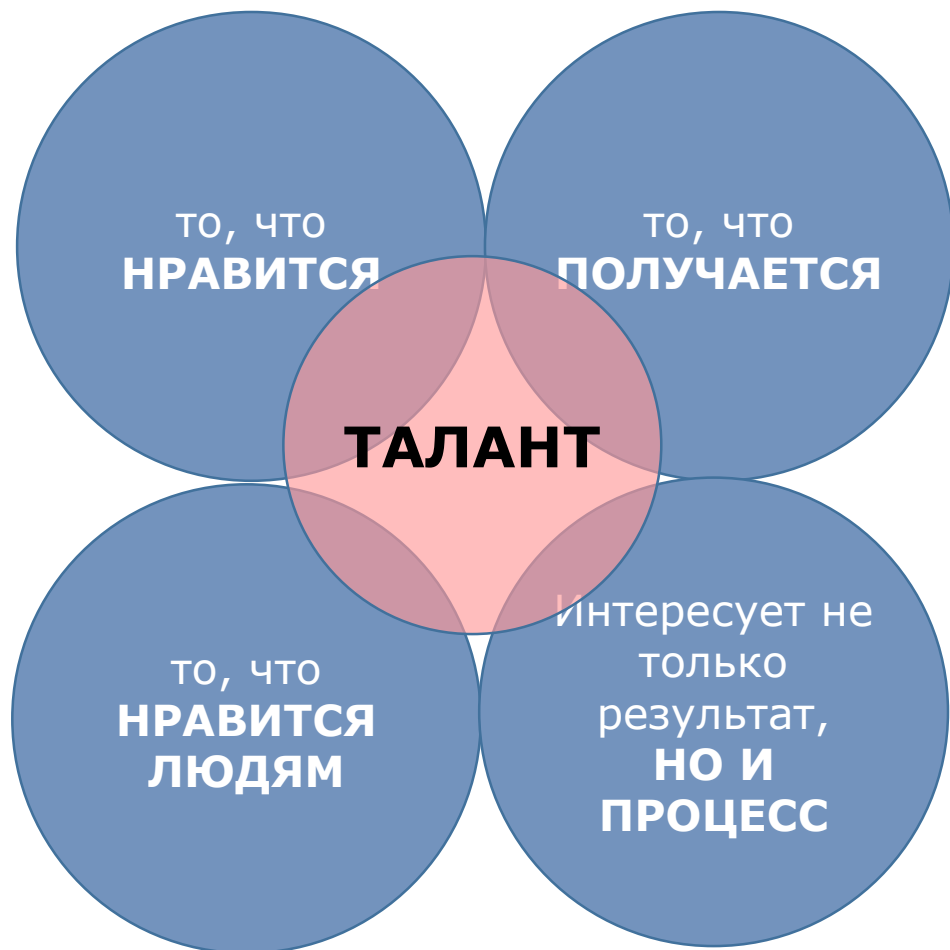 то, что
НРАВИТСЯ
то, что
ПОЛУЧАЕТСЯ
ТАЛАНТ
то, что
НРАВИТСЯ
ЛЮДЯМ
Интересует не
только
результат,
НО И
ПРОЦЕСС